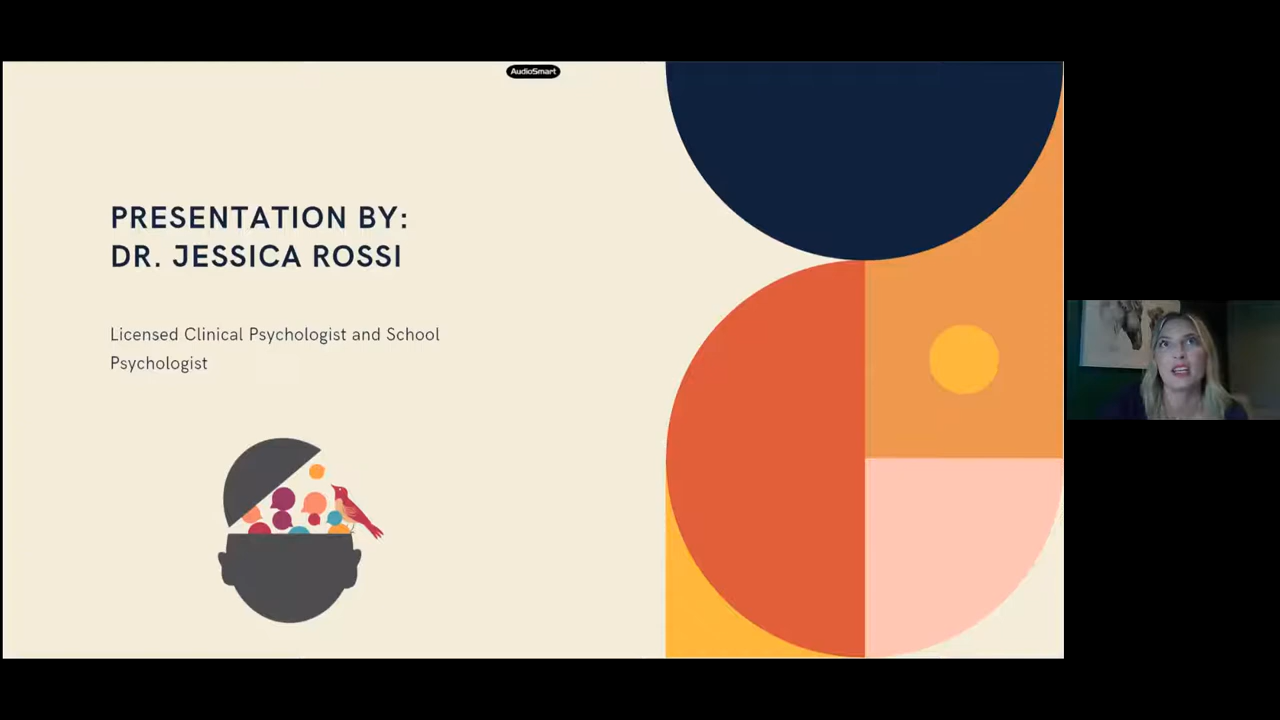 AudioSmart
PRESENTATION BY:
DR. JESSICA ROSSI
Licensed Clinical Psychologist and School
Psychologist